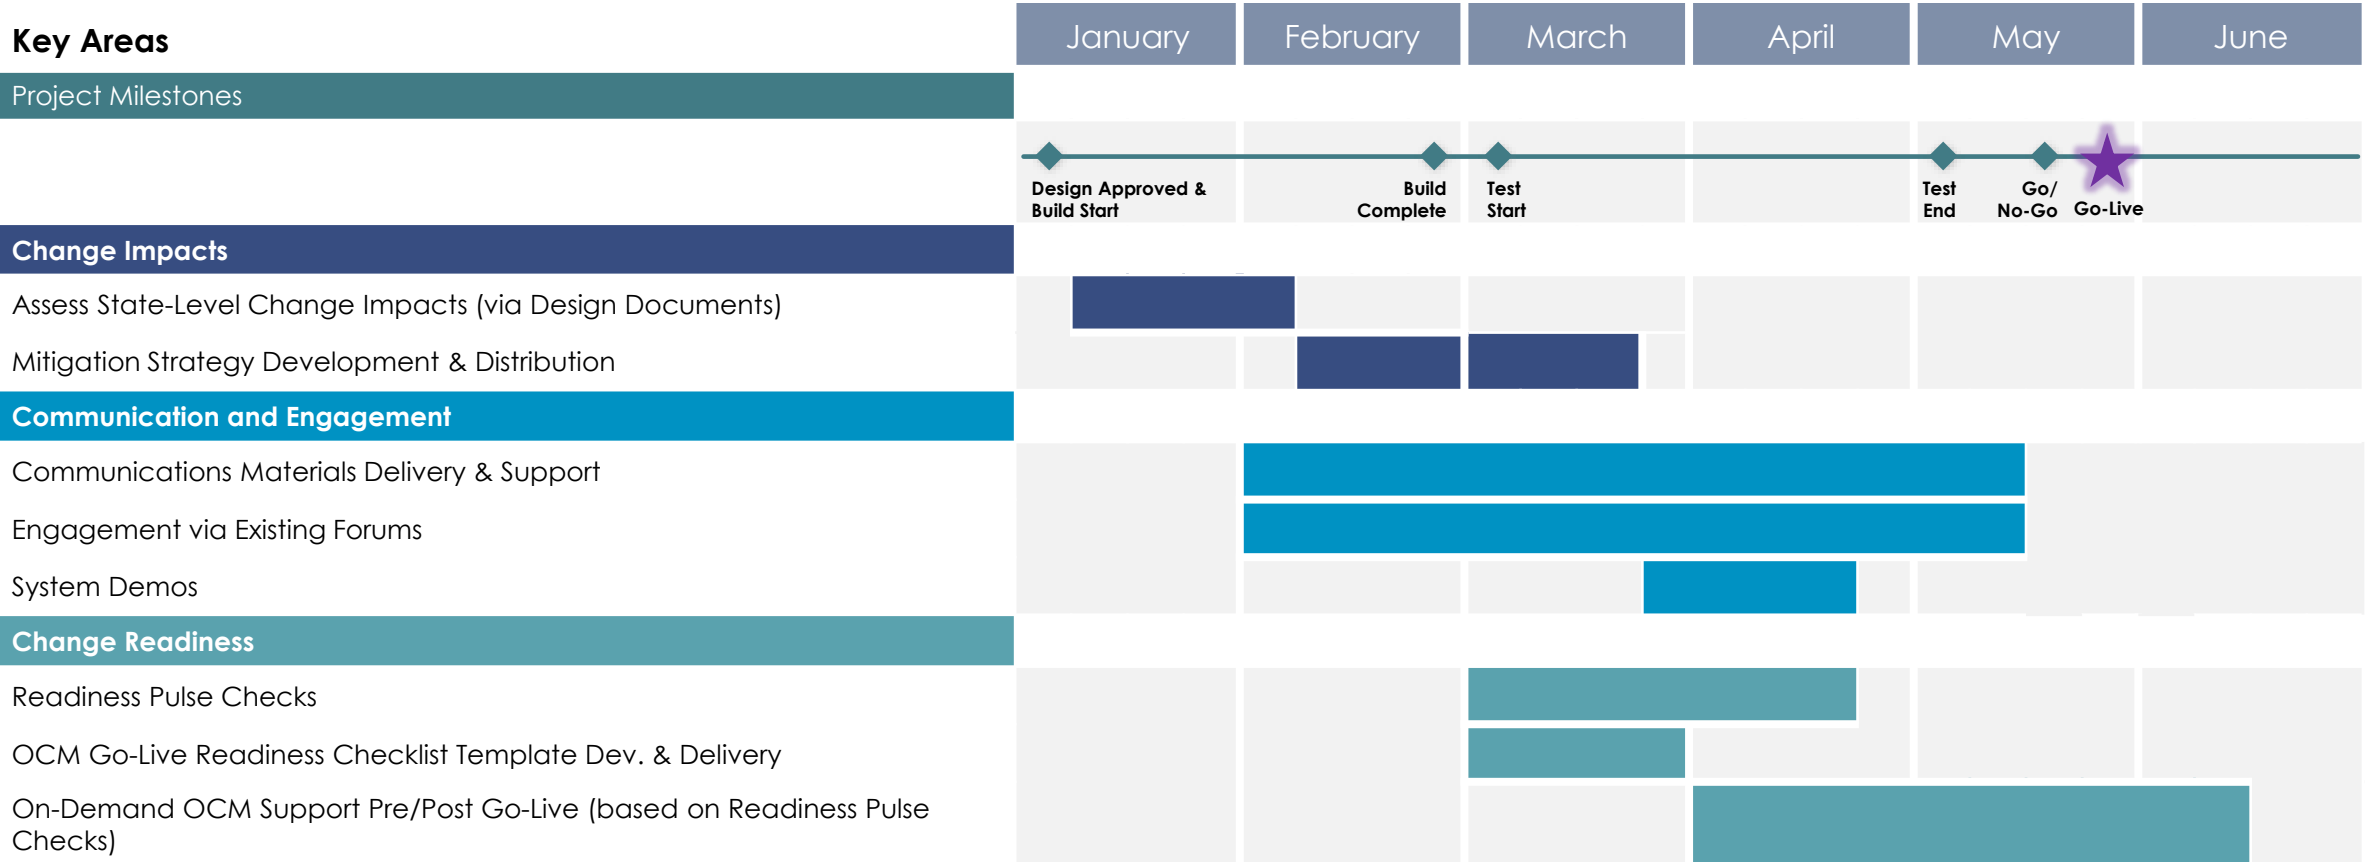 Key Areas
January February March April May June
Project Milestones
Design Approved &
Build Start
Build
Complete
Test
Start
Test
End
Go/
No-Go
Go-Live
Change Impacts
Assess State-Level Change Impacts (via Design Documents)
Mitigation Strategy Development & Distribution
Communication and Engagement
Communications Materials Delivery & Support
Engagement via Existing Forums
System Demos
Change Readiness
Readiness Pulse Checks
OCM Go-Live Readiness Checklist Template Dev. & Delivery
On-Demand OCM Support Pre/Post Go-Live (based on Readiness Pulse
Checks)